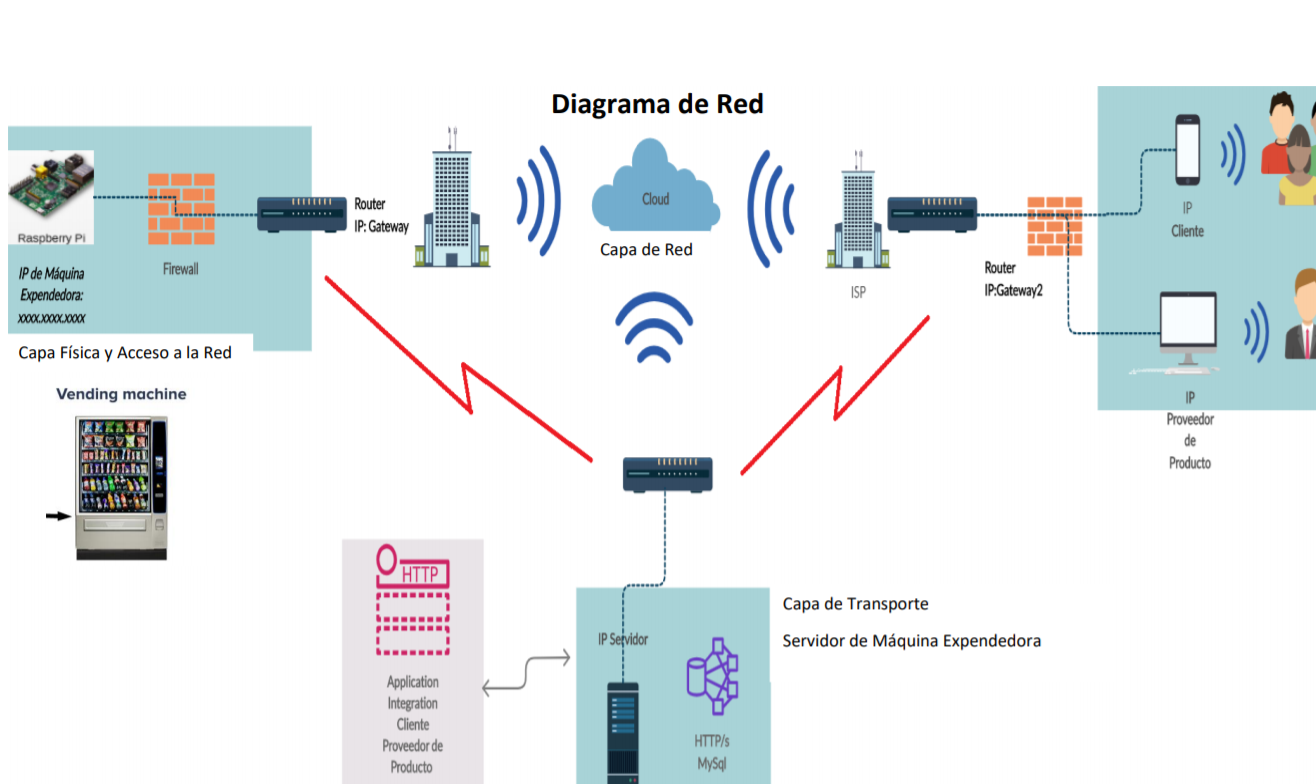 Diagrama de Red
Raspberry Pi
IP de Máquina
Expendedora:
xxxx.xxxx.xxxx
Firewall
Router
IP: Gateway
Capa Física y Acceso a la Red
Vending machine
Cloud
Capa de Red
ISP
Router
IP:Gateway2
IP
Cliente
IP
Proveedor
de
Producto
HTTP
Application
Integration
Cliente
Proveedor de
Producto
IP Servidor
HTTP/s
MySql
Capa de Transporte
Servidor de Máquina Expendedora